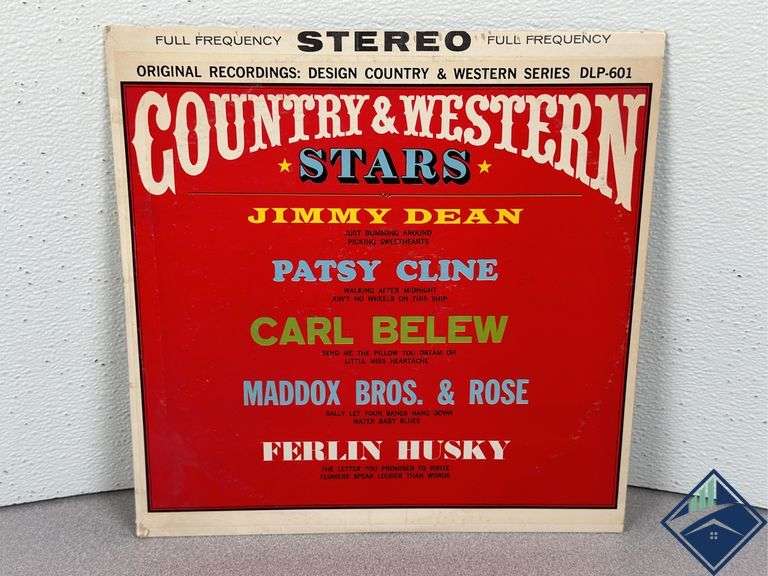 FULL FREQUENCY STEREO FULL FREQUENCY
ORIGINAL RECORDINGS: DESIGN COUNTRY & WESTERN SERIES DLP-601
COUNTRY & WESTERN
STARS
JIMMY DEAN
JUST BUMMING AROUND
PICKING SWEETHEARTS
PATSY CLINE
WALKING AFTER MIDNIGHT
AIN'T NO WHEELS ON THIS SHIP
CARL BELEW
SEND ME THE PILLOW YOU DREAM ON
LITTLE MISS HEARTACHE
MADDOX BROS. & ROSE
SALLY LET YOUR BANGS HANG DOWN
WATER BABY BLUES
FERLIN HUSKY
THE LETTER YOU PROMISED TO WRITE
FLOWERS SPEAK LOUDER THAN WORDS